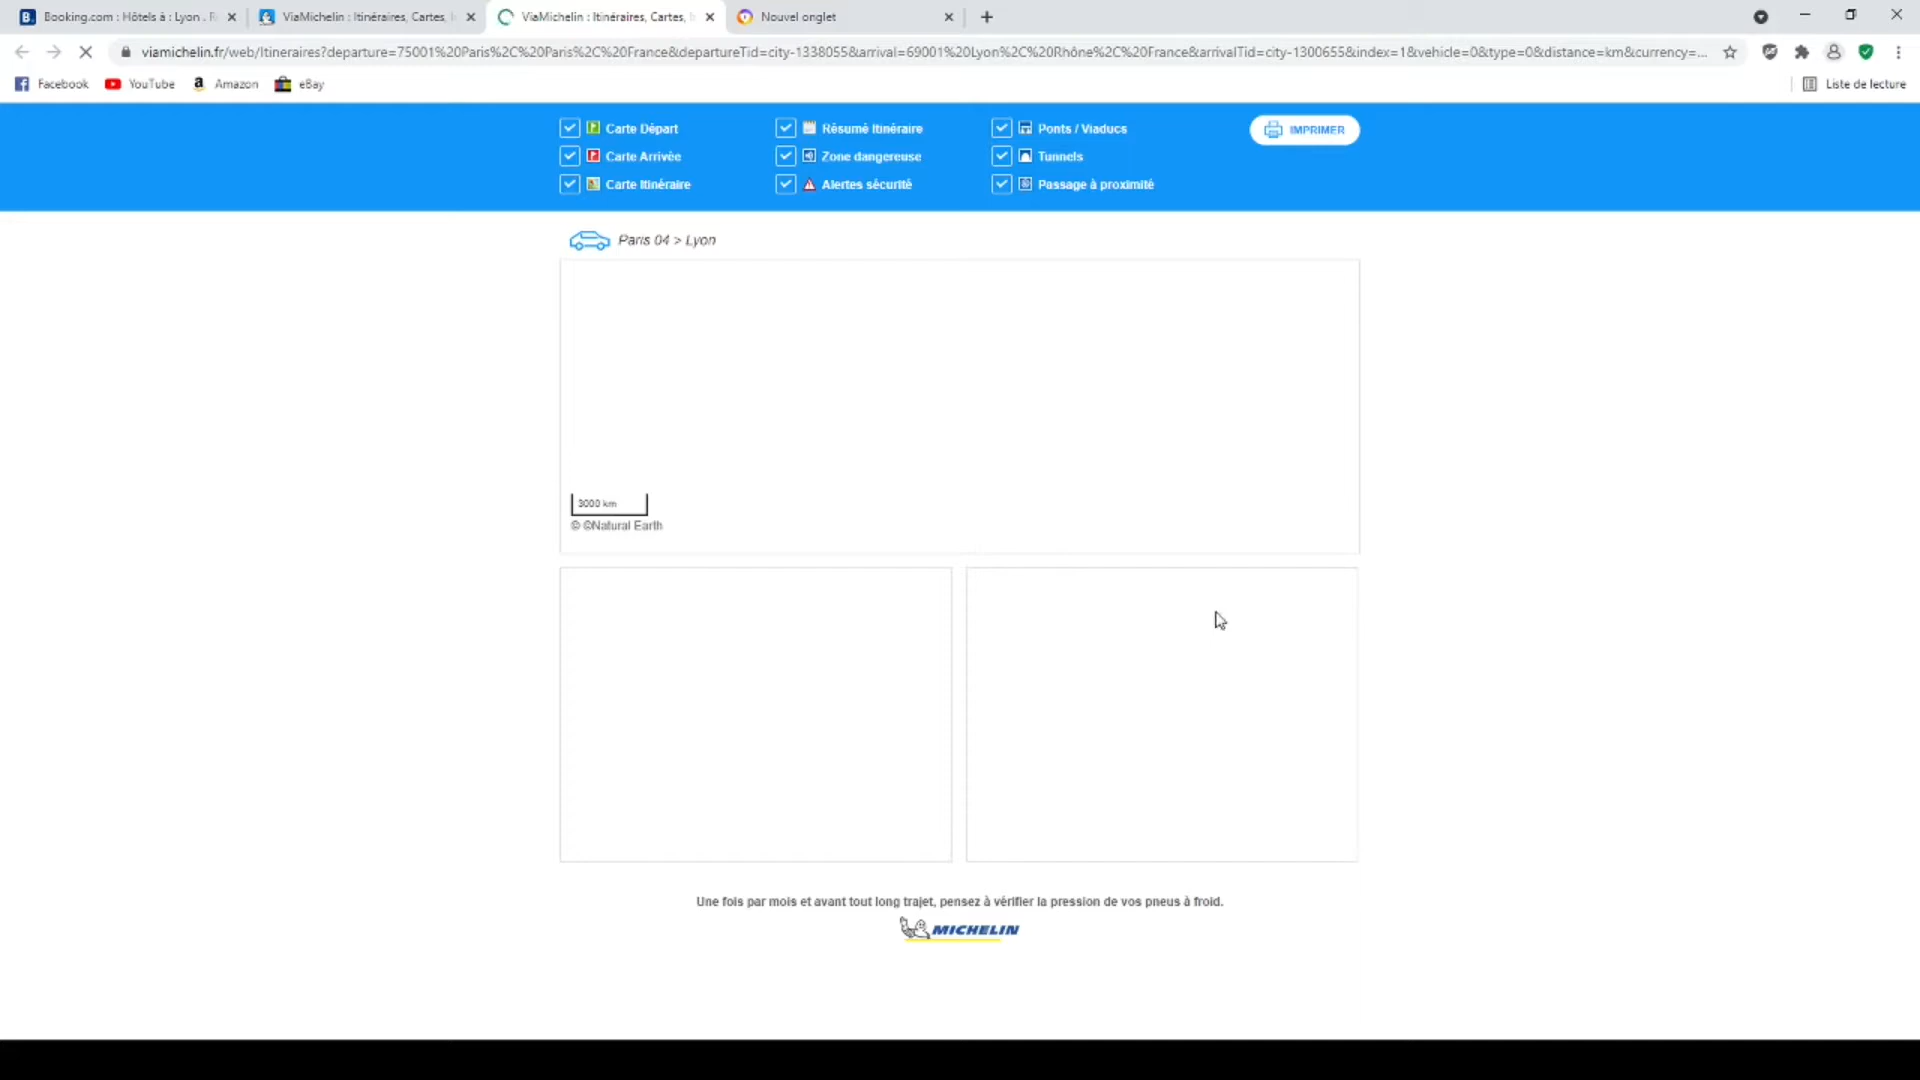 Booking.com : Hôtels à : Lyon . R
ViaMichelin : Itinéraires, Cartes, I
ViaMichelin : Itinéraires, Cartes, I
Nouvel onglet
viamichelin.fr/web/Itineraires?departure=75001%20Paris%2C%20Paris%2C%20France&departureTid=city-1338055&arrival=69001%20Lyon%2C%20Rhône%2C%20France&arrivalTid=city-1300655&index=1&vehicle=0&type=0&distance=km&currency=...
Facebook
YouTube
Amazon
eBay
Liste de lecture
Carte Départ
Résumé Itinéraire
Ponts / Viaducs
IMPRIMER
Carte Arrivée
Zone dangereuse
Tunnels
Carte Itinéraire
Alertes sécurité
Passage à proximité
Paris 04 > Lyon
3000 km
© ©Natural Earth
Une fois par mois et avant tout long trajet, pensez à vérifier la pression de vos pneus à froid.
MICHELIN